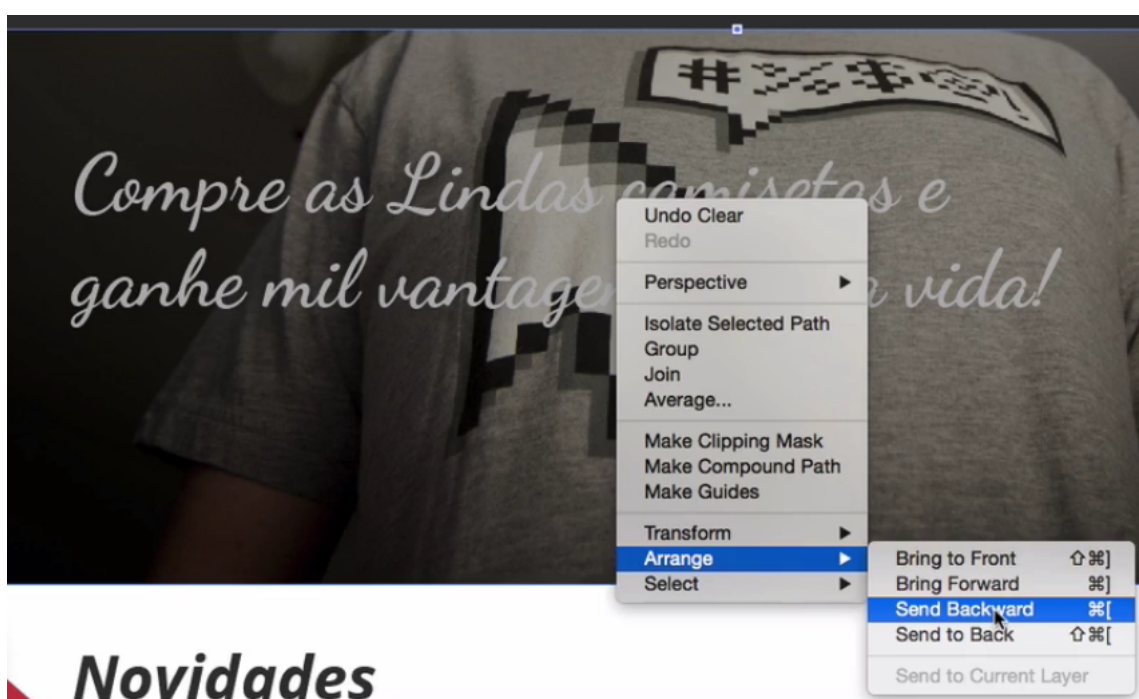 #%$@!
Compre as Lindas camisetas e
ganhe mil vantagen vida!
Undo Clear
Redo
Perspective
Isolate Selected Path
Group
Join
Average...
Make Clipping Mask
Make Compound Path
Make Guides
Transform
Arrange
Select
Bring to Front ⇧⌘]
Bring Forward ⌘]
Send Backward ⌘[
Send to Back ⇧⌘[
Send to Current Layer
Novidades